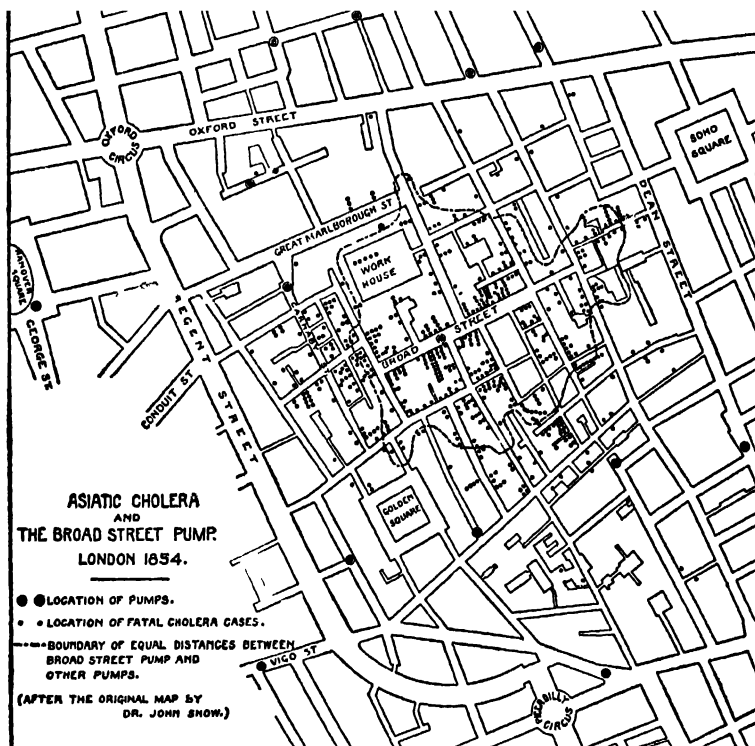 OXFORD STREET
OXFORD
CIRCUS
SOHO
SQUARE
DEAN STREET
GREAT MARLBOROUGH ST
WORK
HOUSE
HANOVER
SQUARE
GEORGE ST
REGENT STREET
CONDUIT ST
BROAD STREET
GOLDEN
SQUARE
ASIATIC CHOLERA
AND
THE BROAD STREET PUMP.
LONDON 1854.
LOCATION OF PUMPS.
LOCATION OF FATAL CHOLERA CASES.
BOUNDARY OF EQUAL DISTANCES BETWEEN
BROAD STREET PUMP AND
OTHER PUMPS.
(AFTER THE ORIGINAL MAP BY
DR. JOHN SNOW.)
VIGO ST
PICCADILLY
CIRCUS